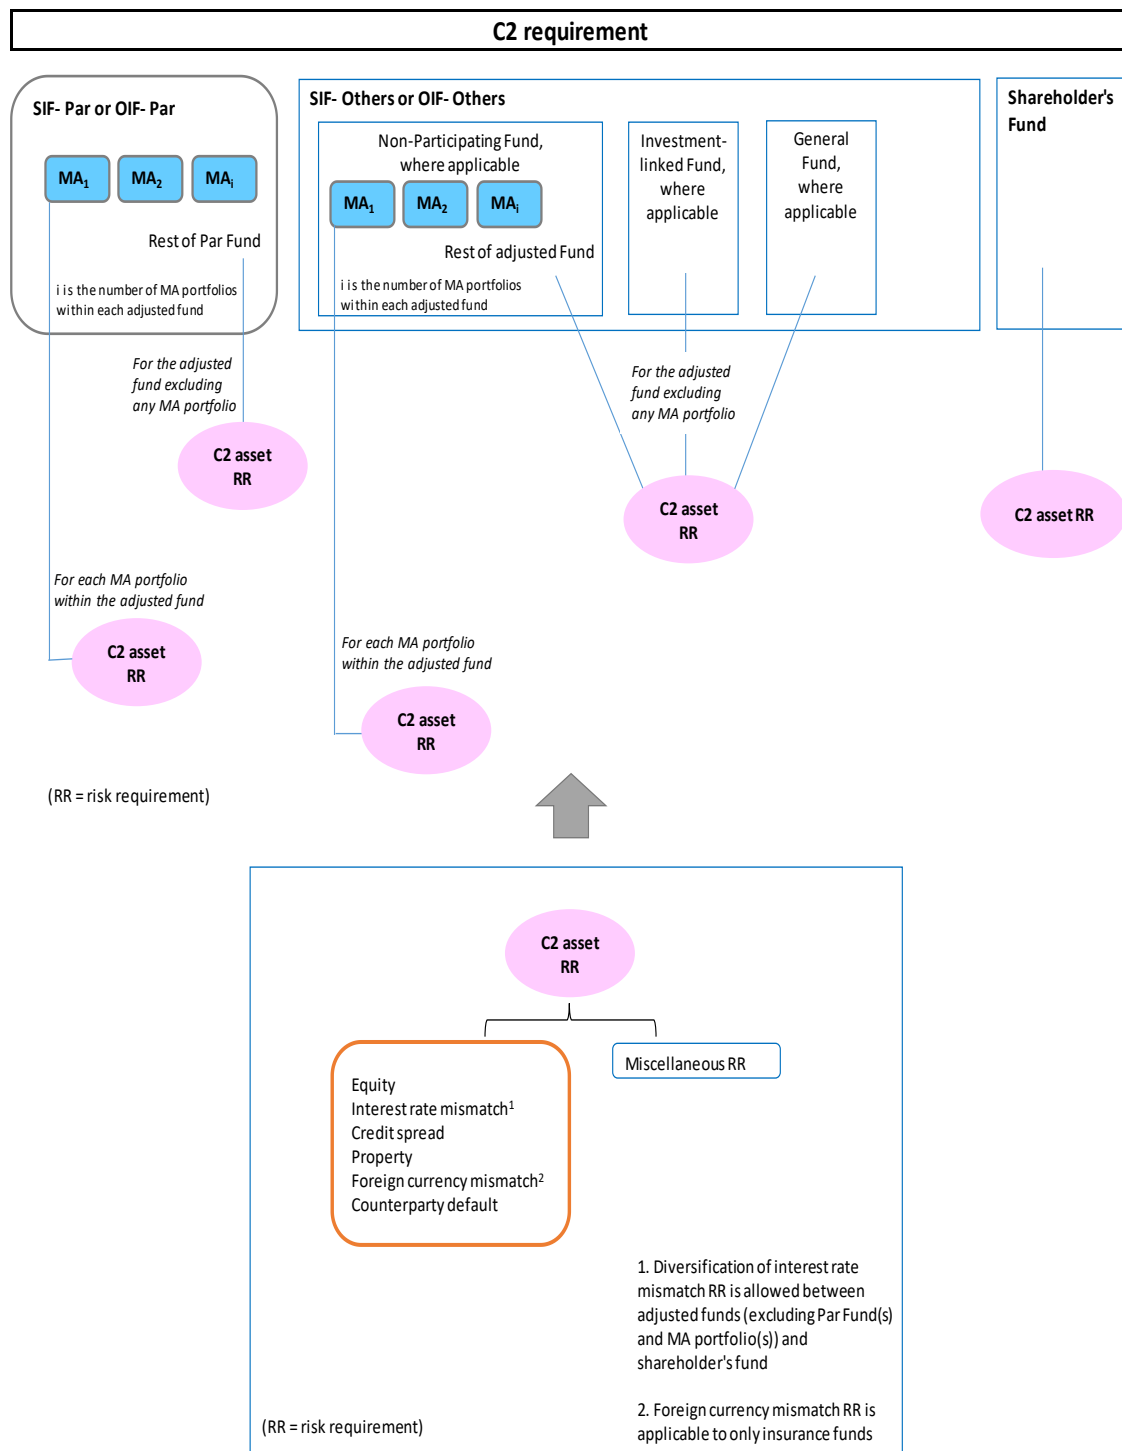 C2 requirement
SIF- Par or OIF- Par
MA1
MA2
MAi
Rest of Par Fund
i is the number of MA portfolios
within each adjusted fund
For the adjusted
fund excluding
any MA portfolio
C2 asset
RR
For each MA portfolio
within the adjusted fund
C2 asset
RR
(RR = risk requirement)
SIF- Others or OIF- Others
Non-Participating Fund,
where applicable
MA1
MA2
MAi
Rest of adjusted Fund
i is the number of MA portfolios
within each adjusted fund
Investment-
linked Fund,
where
applicable
General
Fund,
where
applicable
For the adjusted
fund excluding
any MA portfolio
C2 asset
RR
For each MA portfolio
within the adjusted fund
C2 asset
RR
Shareholder's
Fund
C2 asset RR
C2 asset
RR
Equity
Interest rate mismatch1
Credit spread
Property
Foreign currency mismatch2
Counterparty default
Miscellaneous RR
1. Diversification of interest rate
mismatch RR is allowed between
adjusted funds (excluding Par Fund(s)
and MA portfolio(s)) and
shareholder's fund
2. Foreign currency mismatch RR is
applicable to only insurance funds
(RR = risk requirement)